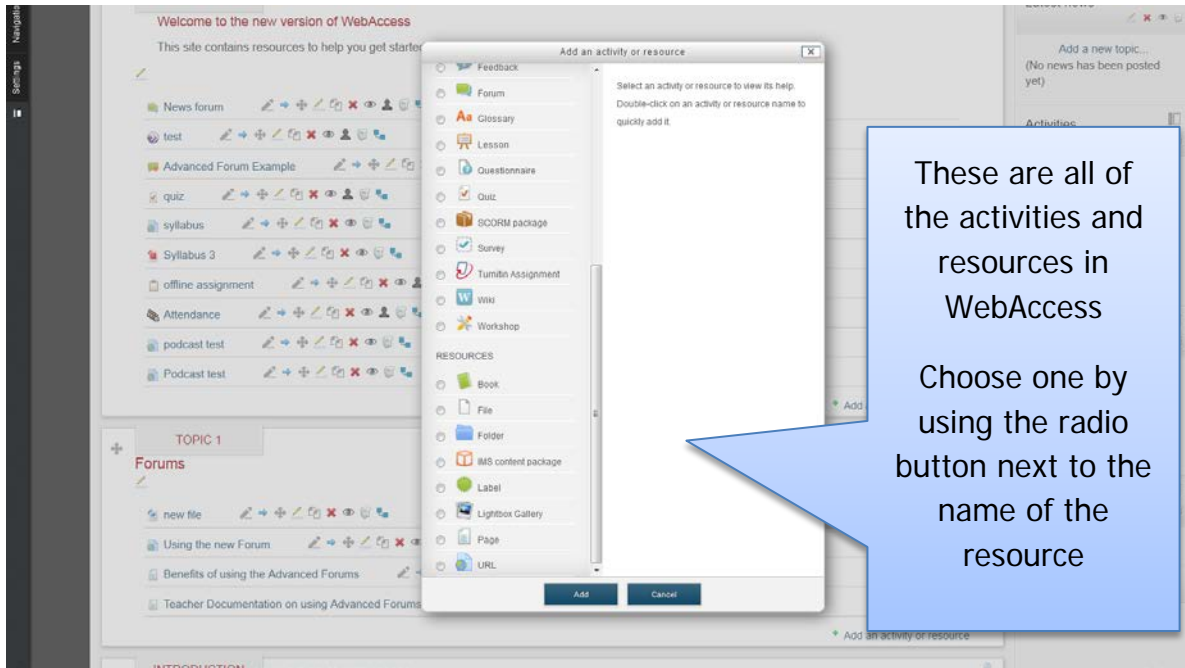 Navigatio
Settings
Welcome to the new version of WebAccess
This site contains resources to help you get starte
News forum
test
Advanced Forum Example
quiz
syllabus
Syllabus 3
offline assignment
Attendance
podcast test
Podcast test
Add
TOPIC 1
Forums
new file
Using the new Forum
Benefits of using the Advanced Forums
Teacher Documentation on using Advanced Forums
Add an activity or resource
INTRODUCTION
Add an activity or resource
X
Feedback
Forum
Aa Glossary
Lesson
Questionnaire
Quiz
SCORM package
Survey
Turnitin Assignment
W Wiki
Workshop
RESOURCES
Book
File
Folder
IMS content package
Label
Lightbox Gallery
Page
URL
Select an activity or resource to view its help.
Double-click on an activity or resource name to
quickly add it.
Add
Cancel
Latest news
Add a new topic...
(No news has been posted
yet)
Activities
These are all of
the activities and
resources in
WebAccess
Choose one by
using the radio
button next to the
name of the
resource